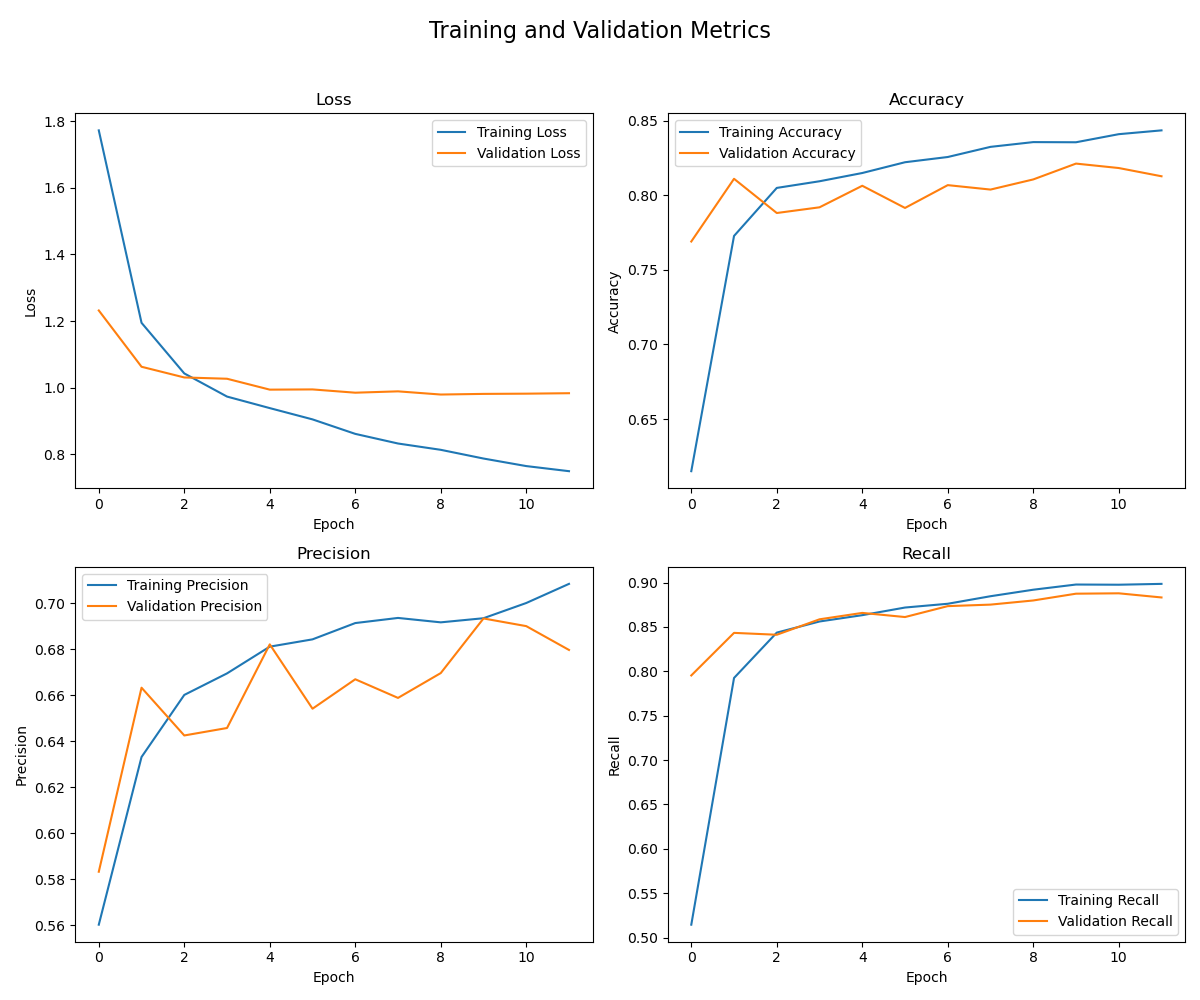 Training and Validation Metrics
Loss
Training Loss
Validation Loss
1.8
1.6
1.4
1.2
1.0
0.8
Loss
0 2 4 6 8 10
Epoch
Accuracy
Training Accuracy
Validation Accuracy
0.85
0.80
0.75
0.70
0.65
Accuracy
0 2 4 6 8 10
Epoch
Precision
Training Precision
Validation Precision
0.70
0.68
0.66
0.64
0.62
0.60
0.58
0.56
Precision
0 2 4 6 8 10
Epoch
Recall
0.90
0.85
0.80
0.75
0.70
0.65
0.60
0.55
0.50
Recall
Training Recall
Validation Recall
0 2 4 6 8 10
Epoch